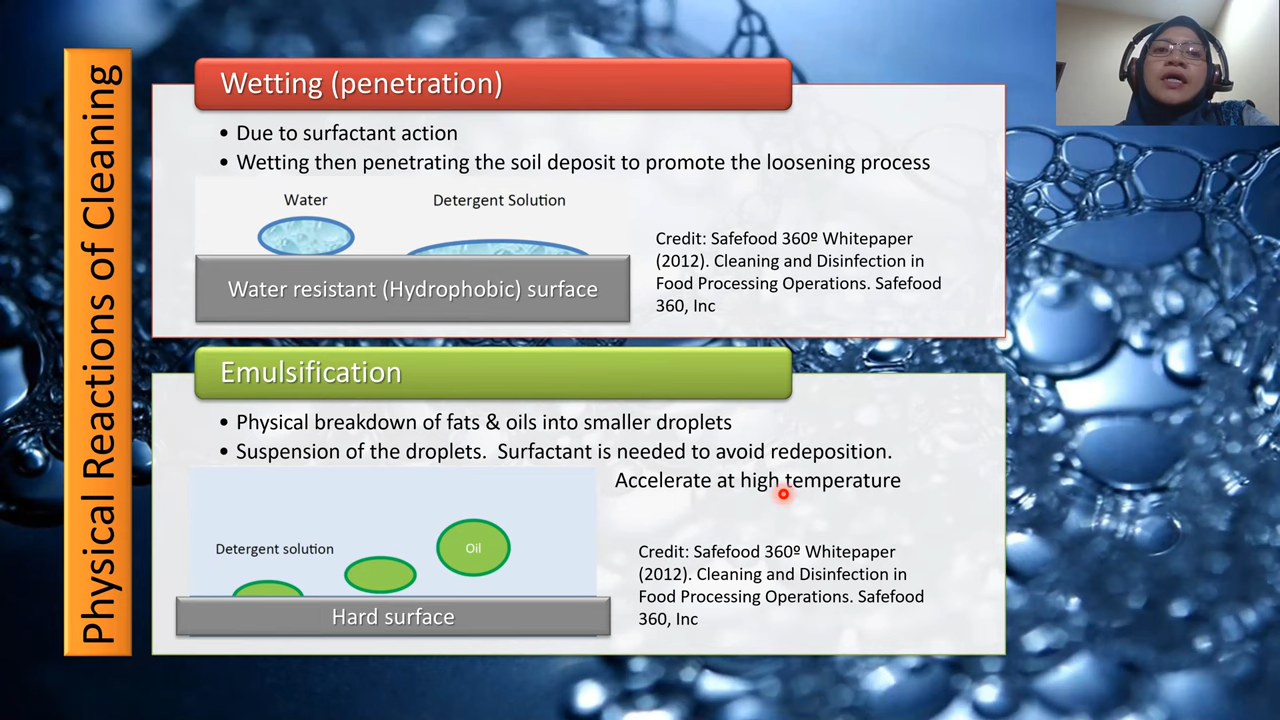 Physical Reactions of Cleaning
Wetting (penetration)
• Due to surfactant action
• Wetting then penetrating the soil deposit to promote the loosening process
Water
Detergent Solution
Water resistant (Hydrophobic) surface
Credit: Safefood 360º Whitepaper
(2012). Cleaning and Disinfection in
Food Processing Operations. Safefood
360, Inc
Emulsification
• Physical breakdown of fats & oils into smaller droplets
• Suspension of the droplets.  Surfactant is needed to avoid redeposition.
Accelerate at high temperature
Detergent solution
Oil
Hard surface
Credit: Safefood 360º Whitepaper
(2012). Cleaning and Disinfection in
Food Processing Operations. Safefood
360, Inc